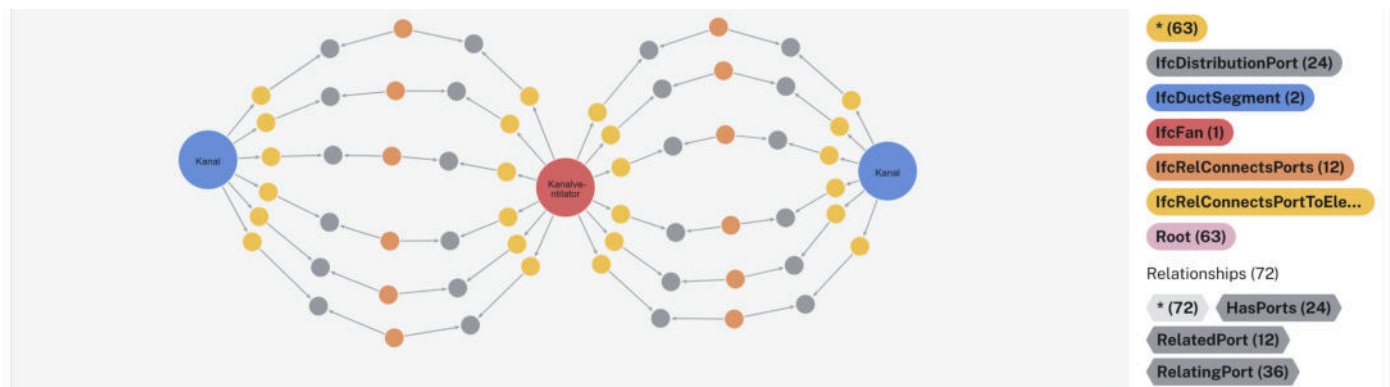 Kanal
Kanalve-
ntilator
Kanal
* (63)
IfcDistributionPort (24)
IfcDuctSegment (2)
IfcFan (1)
IfcRelConnectsPorts (12)
IfcRelConnectsPortToEle...
Root (63)
Relationships (72)
* (72) HasPorts (24)
RelatedPort (12)
RelatingPort (36)